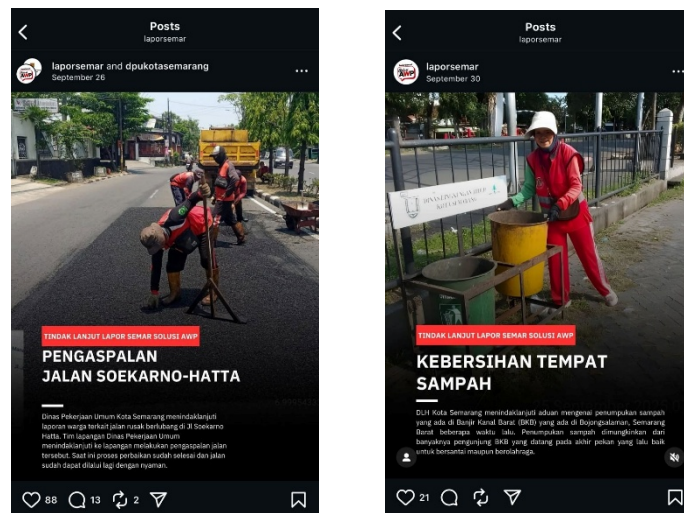 Posts
laporsemar
laporsemar and dpukotasemarang
September 26
TINDAK LANJUT LAPOR SEMAR SOLUSI AWP
PENGASPALAN
JALAN SOEKARNO-HATTA
Dinas Pekerjaan Umum Kota Semarang menindaklanjuti
laporan warga terkait jalan rusak berlubang di Jl Soekarno
Hatta. Tim lapangan Dinas Pekerjaan Umum
menindaklanjuti ke lapangan melakukan pengaspalan jalan
tersebut. Saat ini proses perbaikan sudah selesai dan jalan
sudah dapat dilalui lagi dengan nyaman.
88
13
2
Posts
laporsemar
AWP
laporsemar
September 30
DINAS LINGKUNGAN HIDUP
KOTA SEMARANG
TINDAK LANJUT LAPOR SEMAR SOLUSI AWP
KEBERSIHAN TEMPAT
SAMPAH
DLH Kota Semarang menindaklanjuti aduan mengenai penumpukan sampah
yang ada di Banjir Kanal Barat (BKB) yang ada di Bojongsalaman, Semarang
Barat beberapa waktu lalu. Penumpukan sampah dimungkinkan dari
banyaknya pengunjung BKB yang datang pada akhir pekan yang lalu baik
untuk bersantai maupun berolahraga.
21